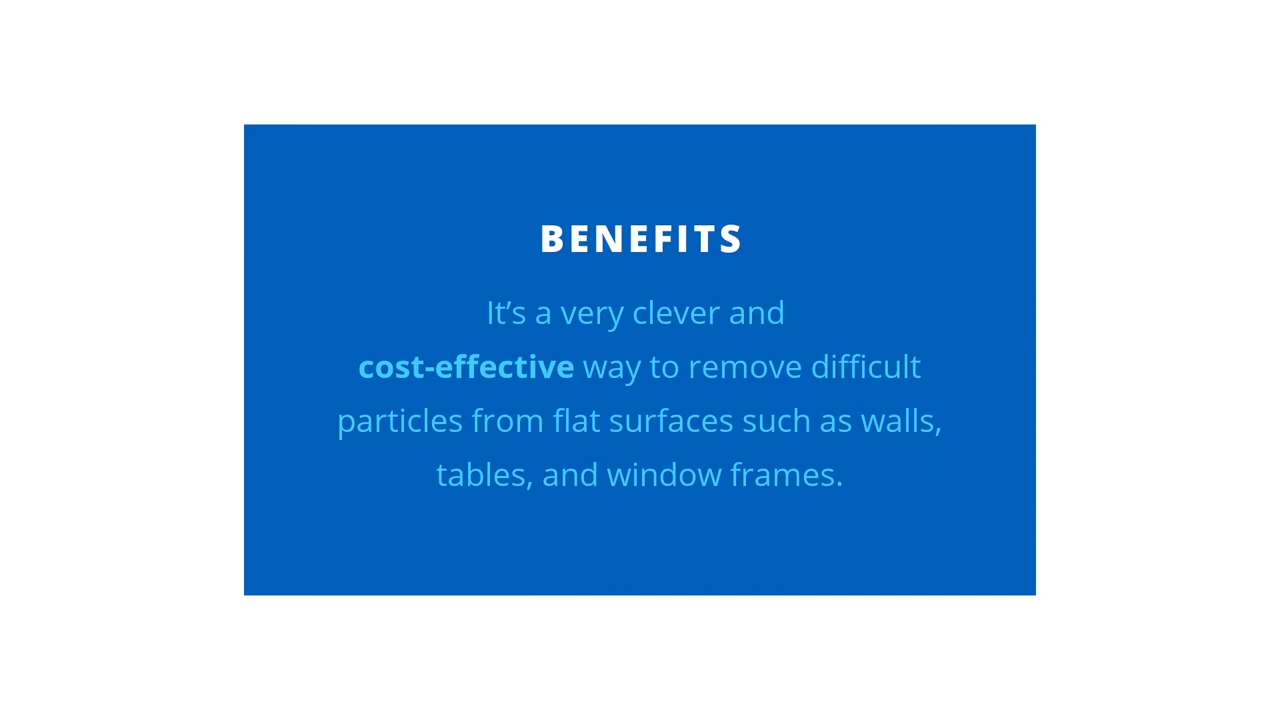 BENEFITS
It’s a very clever and
cost-effective way to remove difficult
particles from flat surfaces such as walls,
tables, and window frames.